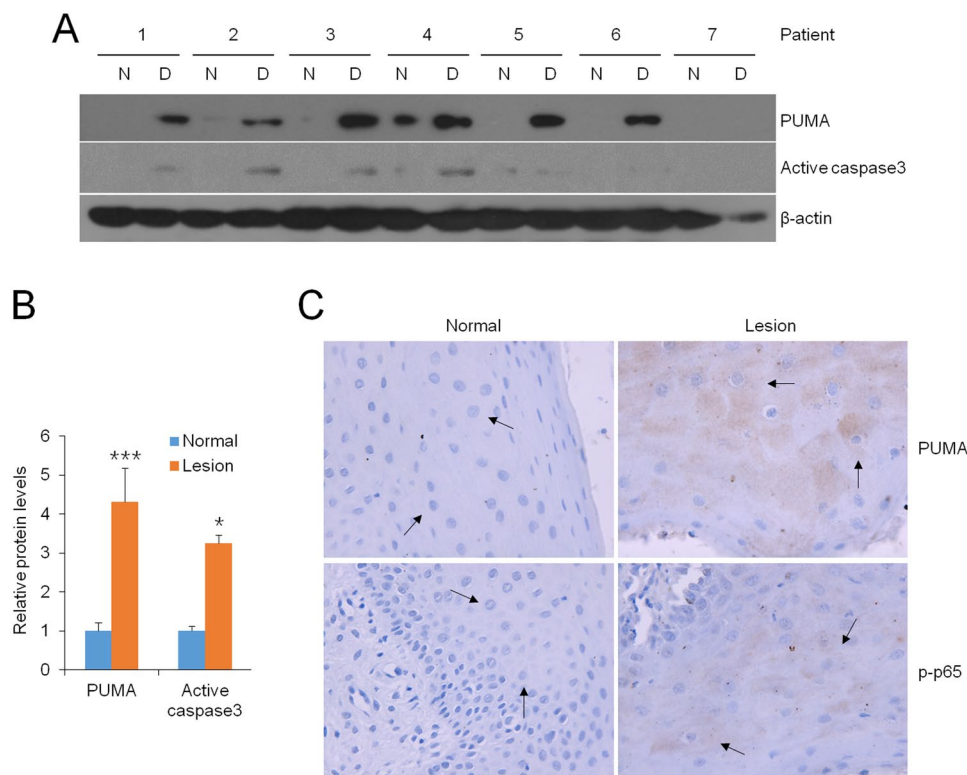 A
1 2 3 4 5 6 7 Patient
N D N D N D N D N D N D N D
PUMA
Active caspase3
β-actin
B
Relative protein levels
6
5
4
3
2
1
0
Normal
Lesion
***
*
PUMA
Active
caspase3
C
Normal Lesion
PUMA
p-p65